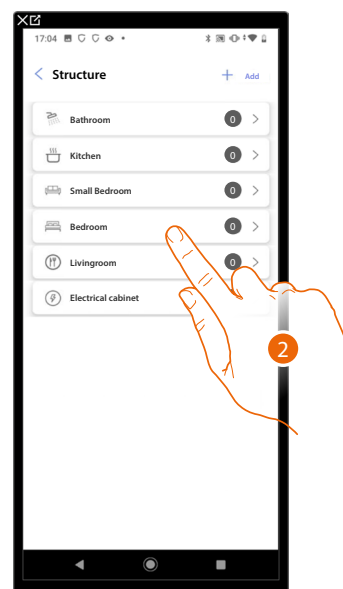 17:04
Structure
+ Add
Bathroom 0
Kitchen 0
Small Bedroom 0
Bedroom 0
Livingroom 0
Electrical cabinet
2